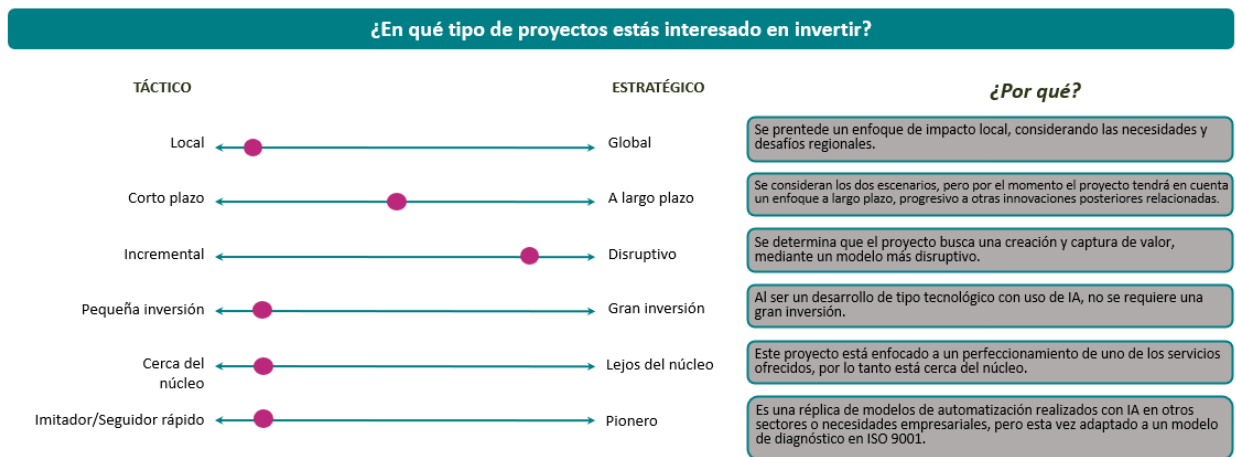 ¿En qué tipo de proyectos estás interesado en invertir?
TÁCTICO
ESTRATÉGICO
¿Por qué?
Local
Global
Se prentede un enfoque de impacto local, considerando las necesidades y
desafíos regionales.
Corto plazo
A largo plazo
Se consideran los dos escenarios, pero por el momento el proyecto tendrá en cuenta
un enfoque a largo plazo, progresivo a otras innovaciones posteriores relacionadas.
Incremental
Disruptivo
Se determina que el proyecto busca una creación y captura de valor,
mediante un modelo más disruptivo.
Pequeña inversión
Gran inversión
Al ser un desarrollo de tipo tecnológico con uso de IA, no se requiere una
gran inversión.
Cerca del
núcleo
Lejos del núcleo
Este proyecto está enfocado a un perfeccionamiento de uno de los servicios
ofrecidos, por lo tanto está cerca del núcleo.
Imitador/Seguidor rápido
Pionero
Es una réplica de modelos de automatización realizados con IA en otros
sectores o necesidades empresariales, pero esta vez adaptado a un modelo
de diagnóstico en ISO 9001.